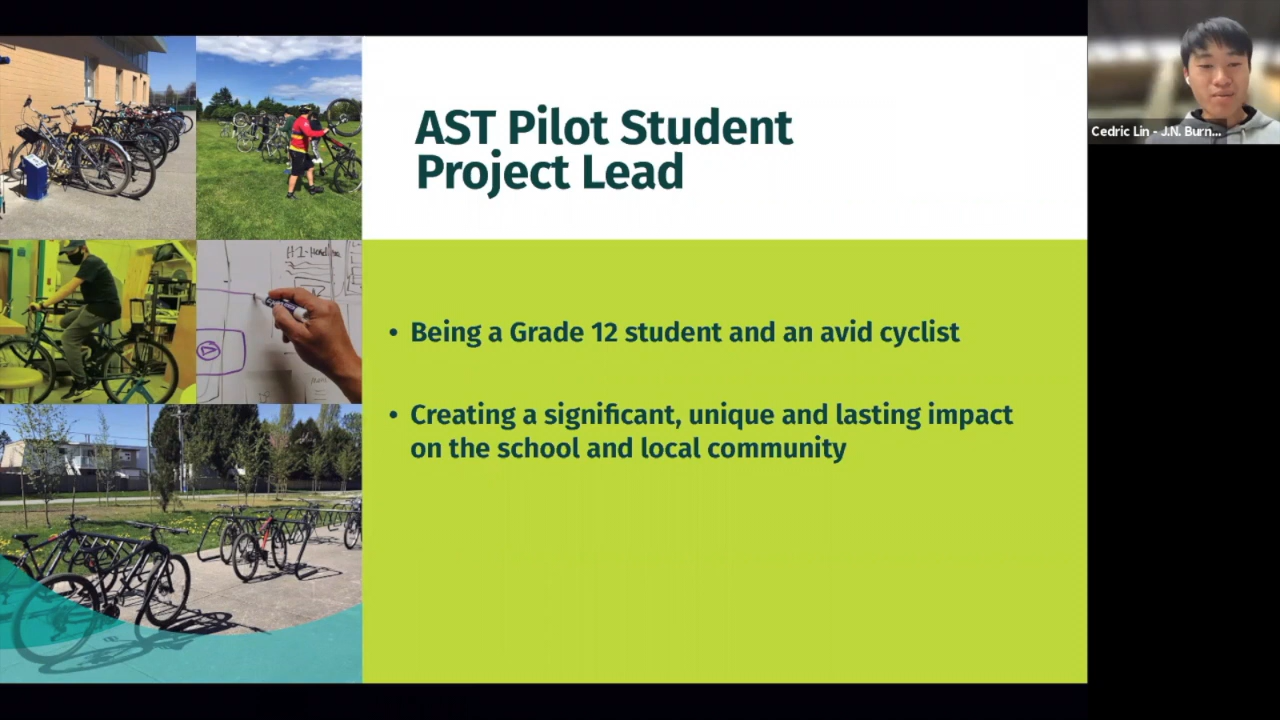 AST Pilot Student
Project Lead
• Being a Grade 12 student and an avid cyclist
• Creating a significant, unique and lasting impact
on the school and local community
Cedric Lin - J.N. Burn...